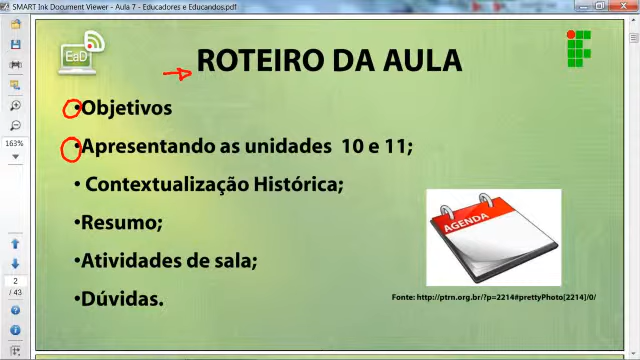 SMART Ink Document Viewer - Aula 7 - Educadores e Educandos.pdf
EaD
ROTEIRO DA AULA
•Objetivos
•Apresentando as unidades 10 e 11;
• Contextualização Histórica;
•Resumo;
•Atividades de sala;
•Dúvidas.
AGENDA
Fonte: http://ptrn.org.br/?p=2214#prettyPhoto[2214]/0/
163%
2
/ 43